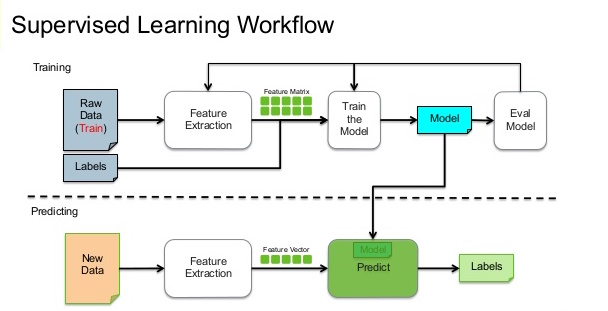 Supervised Learning Workflow
Training
Raw
Data
(Train)
Labels
Feature
Extraction
Feature Matrix
Train
the
Model
Model
Eval
Model
Predicting
New
Data
Feature
Extraction
Feature Vector
Model
Predict
Labels